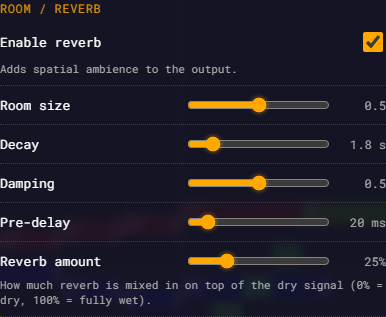 ROOM / REVERB
Enable reverb
Adds spatial ambience to the output.
Room size 0.5
Decay 1.8 s
Damping 0.5
Pre-delay 20 ms
Reverb amount 25%
How much reverb is mixed in on top of the dry signal (0% =
dry, 100% = fully wet).